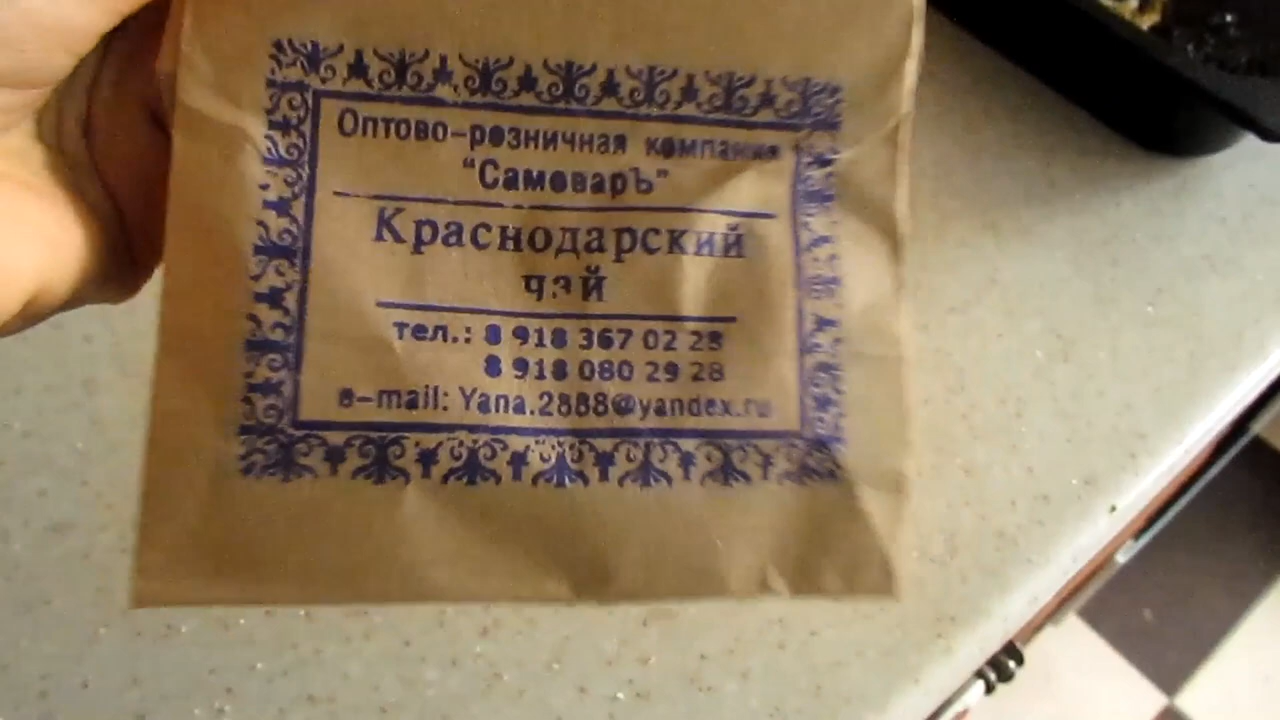 Оптово-розничная компания
"СамоварЪ"
Краснодарский
чай
тел.: 8 918 367 02 28
8 918 080 29 28
e-mail: Yana.2888@yandex.ru